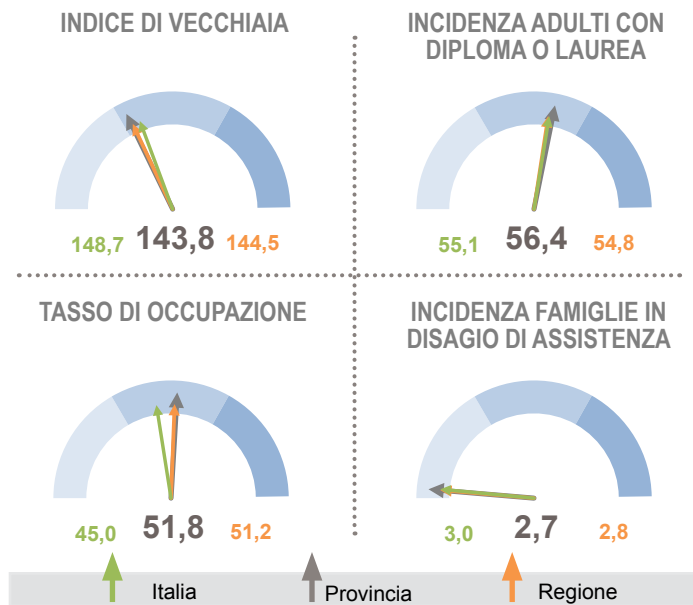 INDICE DI VECCHIAIA
148,7 143,8 144,5
INCIDENZA ADULTI CON
DIPLOMA O LAUREA
55,1 56,4 54,8
TASSO DI OCCUPAZIONE
45,0 51,8 51,2
INCIDENZA FAMIGLIE IN
DISAGIO DI ASSISTENZA
3,0 2,7 2,8
Italia Provincia Regione